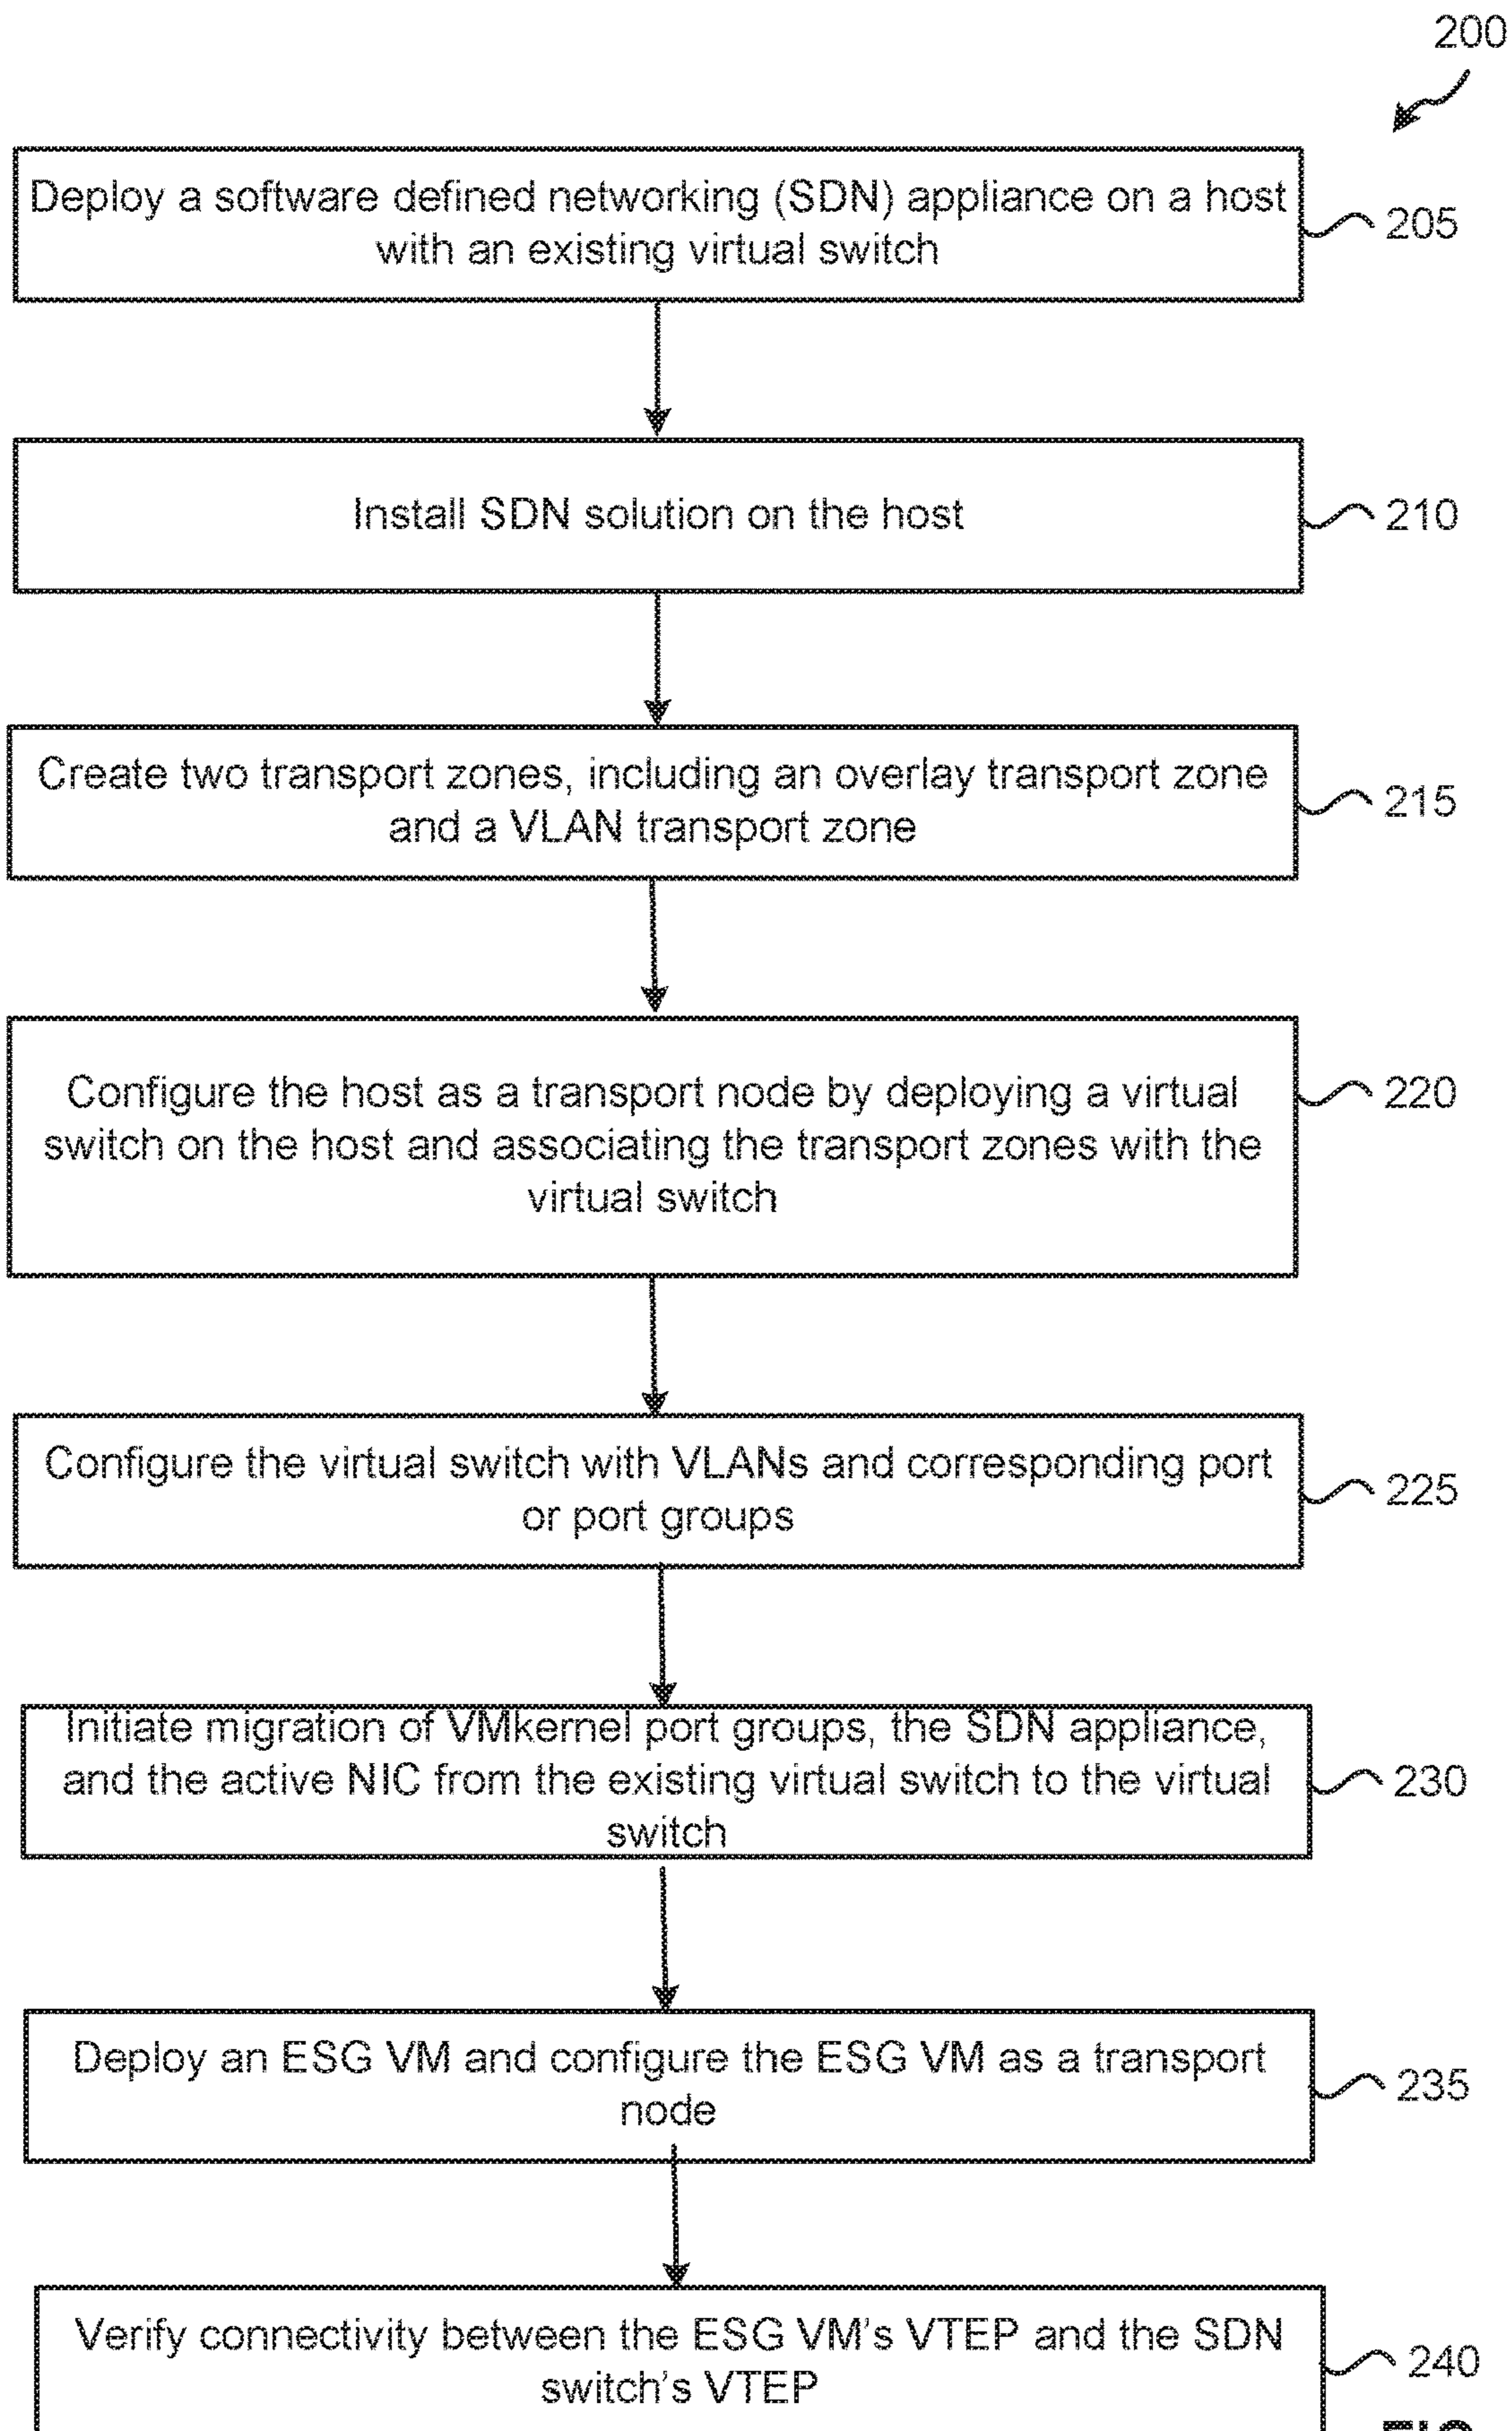 200
Deploy a software defined networking (SDN) appliance on a host
with an existing virtual switch
205
Install SDN solution on the host
210
Create two transport zones, including an overlay transport zone
and a VLAN transport zone
215
Configure the host as a transport node by deploying a virtual
switch on the host and associating the transport zones with the
virtual switch
220
Configure the virtual switch with VLANs and corresponding port
or port groups
225
Initiate migration of VMkernel port groups, the SDN appliance,
and the active NIC from the existing virtual switch to the virtual
switch
230
Deploy an ESG VM and configure the ESG VM as a transport
node
235
Verify connectivity between the ESG VM's VTEP and the SDN
switch's VTEP
240